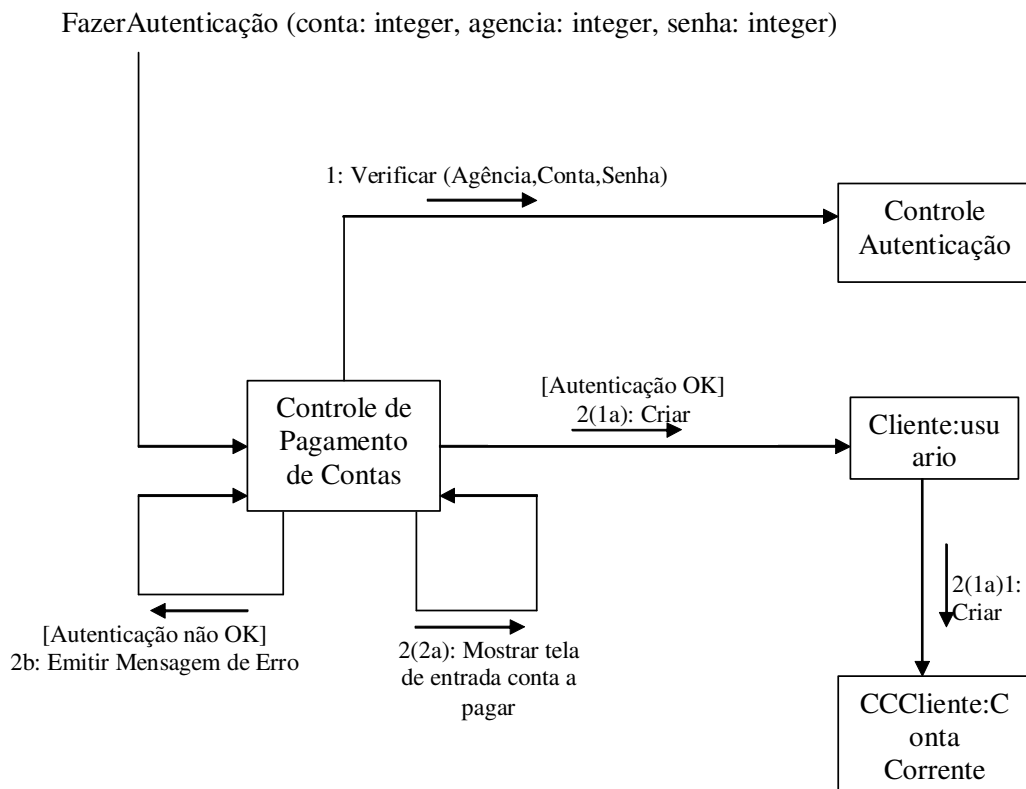 FazerAutenticação (conta: integer, agencia: integer, senha: integer)
1: Verificar (Agência,Conta,Senha)
Controle
Autenticação
[Autenticação OK]
2(1a): Criar
Controle de
Pagamento
de Contas
Cliente:usu
ario
2(1a)1:
Criar
[Autenticação não OK]
2b: Emitir Mensagem de Erro
2(2a): Mostrar tela
de entrada conta a
pagar
CCCliente:C
onta
Corrente